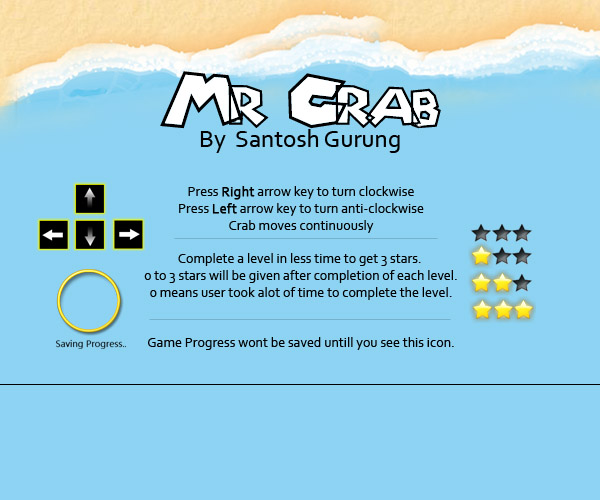 Mr Crab
By Santosh Gurung
Press Right arrow key to turn clockwise
Press Left arrow key to turn anti-clockwise
Crab moves continuously
Complete a level in less time to get 3 stars.
0 to 3 stars will be given after completion of each level.
0 means user took alot of time to complete the level.
Saving Progress..
Game Progress wont be saved untill you see this icon.